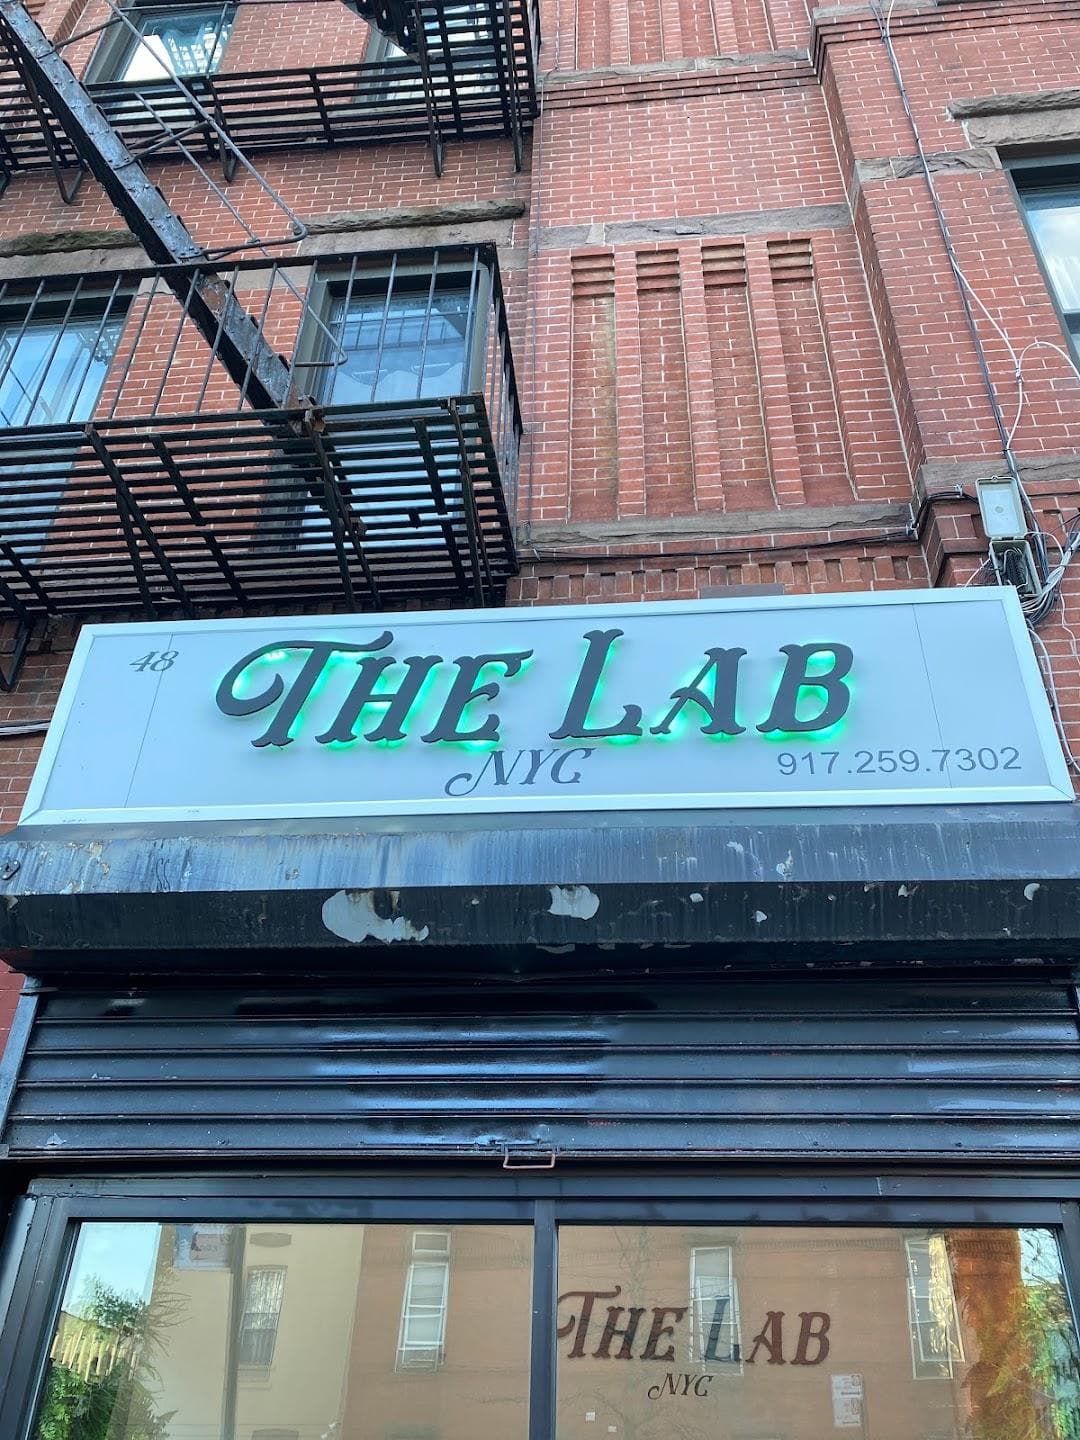 48
THE LAB
NYC
917.259.7302
THE LAB
NYC